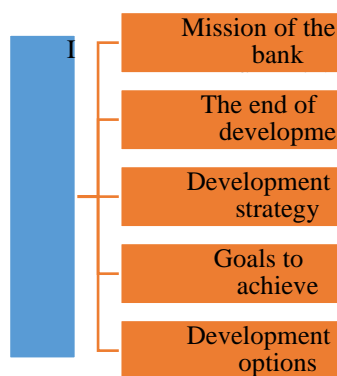 I
Mission of the
bank
The end of
developme
Development
strategy
Goals to
achieve
Development
options